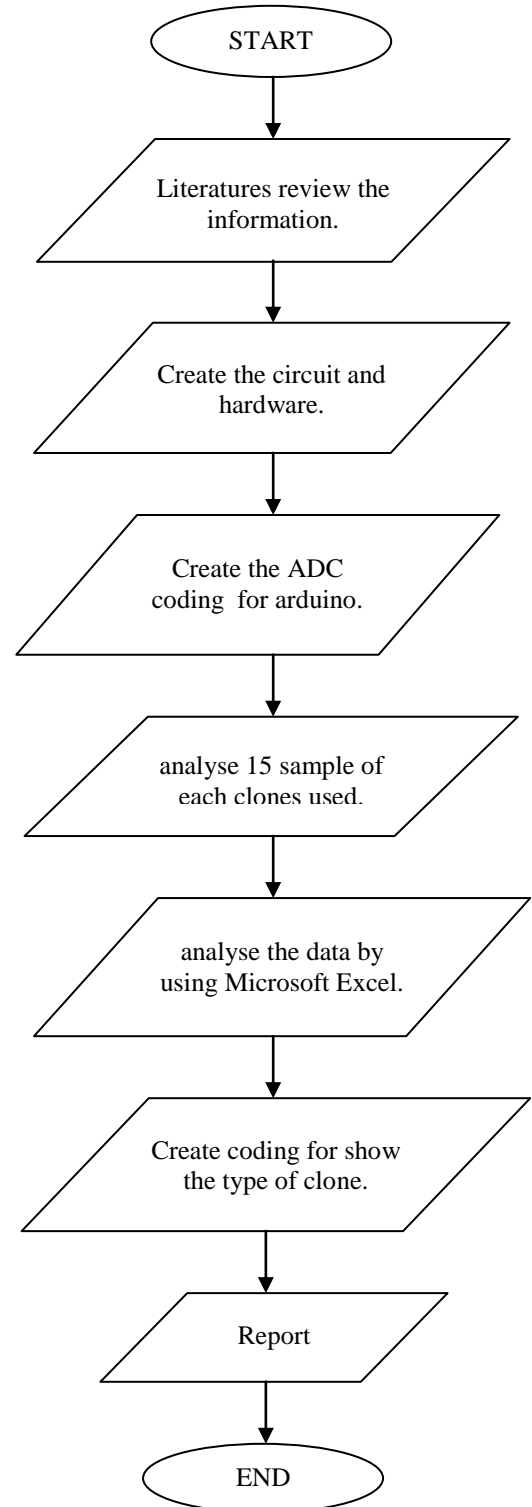 START
Literatures review the
information.
Create the circuit and
hardware.
Create the ADC
coding for arduino.
analyse 15 sample of
each clones used.
analyse the data by
using Microsoft Excel.
Create coding for show
the type of clone.
Report
END